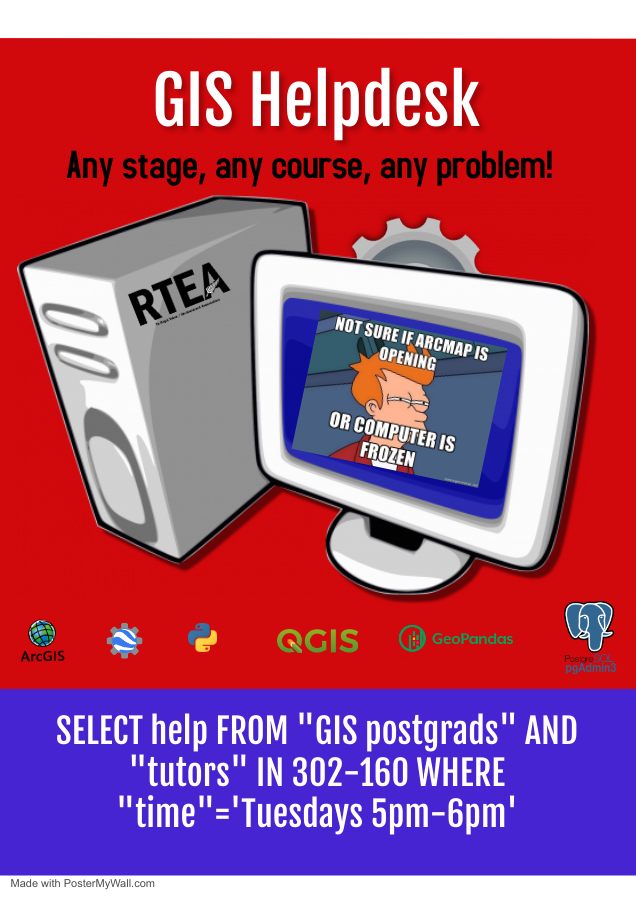 GIS Helpdesk
Any stage, any course, any problem!
RTEA
NOT SURE IF ARCMAP IS
OPENING
OR COMPUTER IS
FROZEN
ArcGIS
QGIS
GeoPandas
PostgreSQL
pgAdmin3
SELECT help FROM "GIS postgrads" AND
"tutors" IN 302-160 WHERE
"time"='Tuesdays 5pm-6pm'
Made with PosterMyWall.com